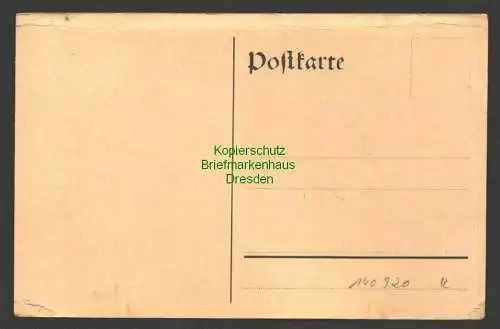 Postkarte
Kopierschutz
Briefmarkenhaus
Dresden
140920